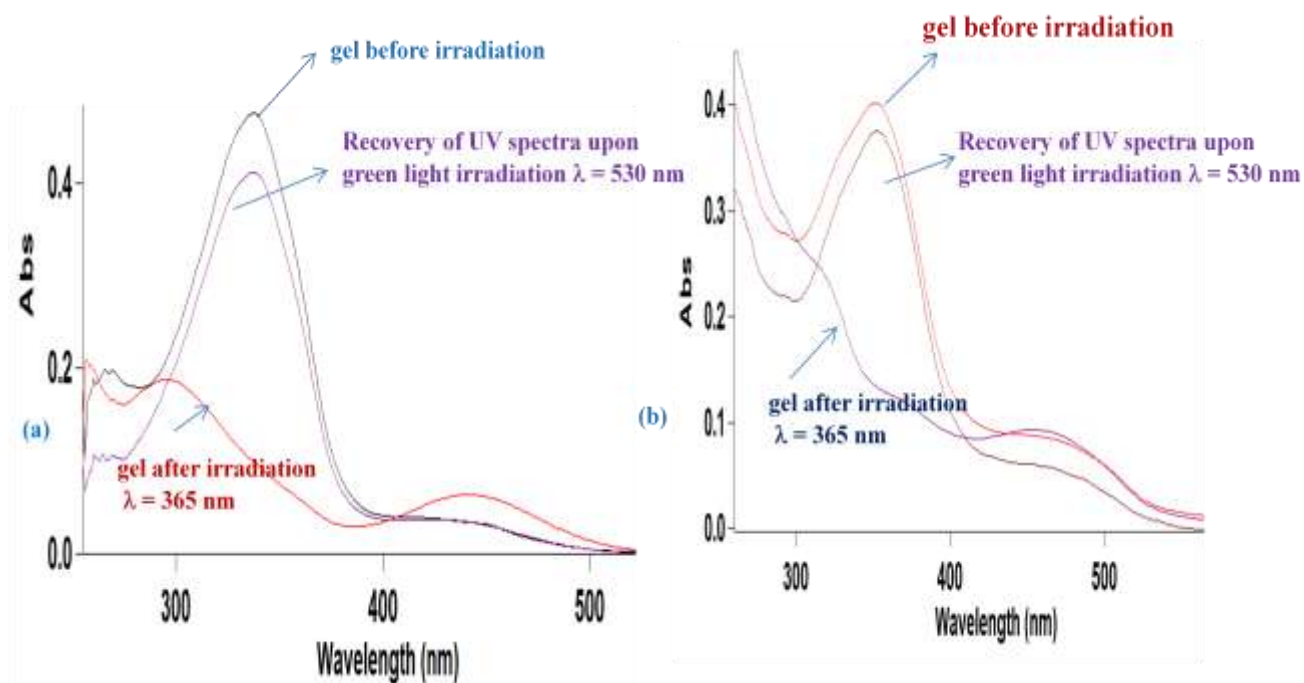 gel before irradiation
Recovery of UV spectra upon
green light irradiation λ = 530 nm
0.4
Abs
0.2
(a)
gel after irradiation
λ = 365 nm
0.0
300
400
500
Wavelength (nm)
gel before irradiation
0.4
Recovery of UV spectra upon
green light irradiation λ = 530 nm
0.3
Abs
0.2
gel after irradiation
(b)
λ = 365 nm
0.1
0.0
300
400
500
Wavelength (nm)